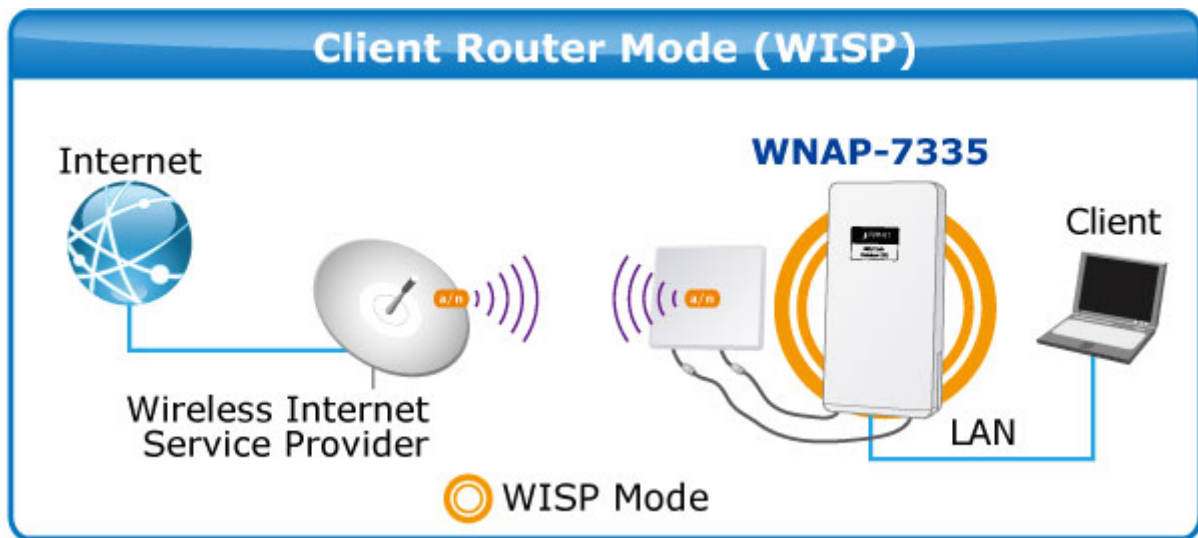 Client Router Mode (WISP)
Internet
WNAP-7335
Client
a/n
a/n
Wireless Internet
Service Provider
LAN
WISP Mode